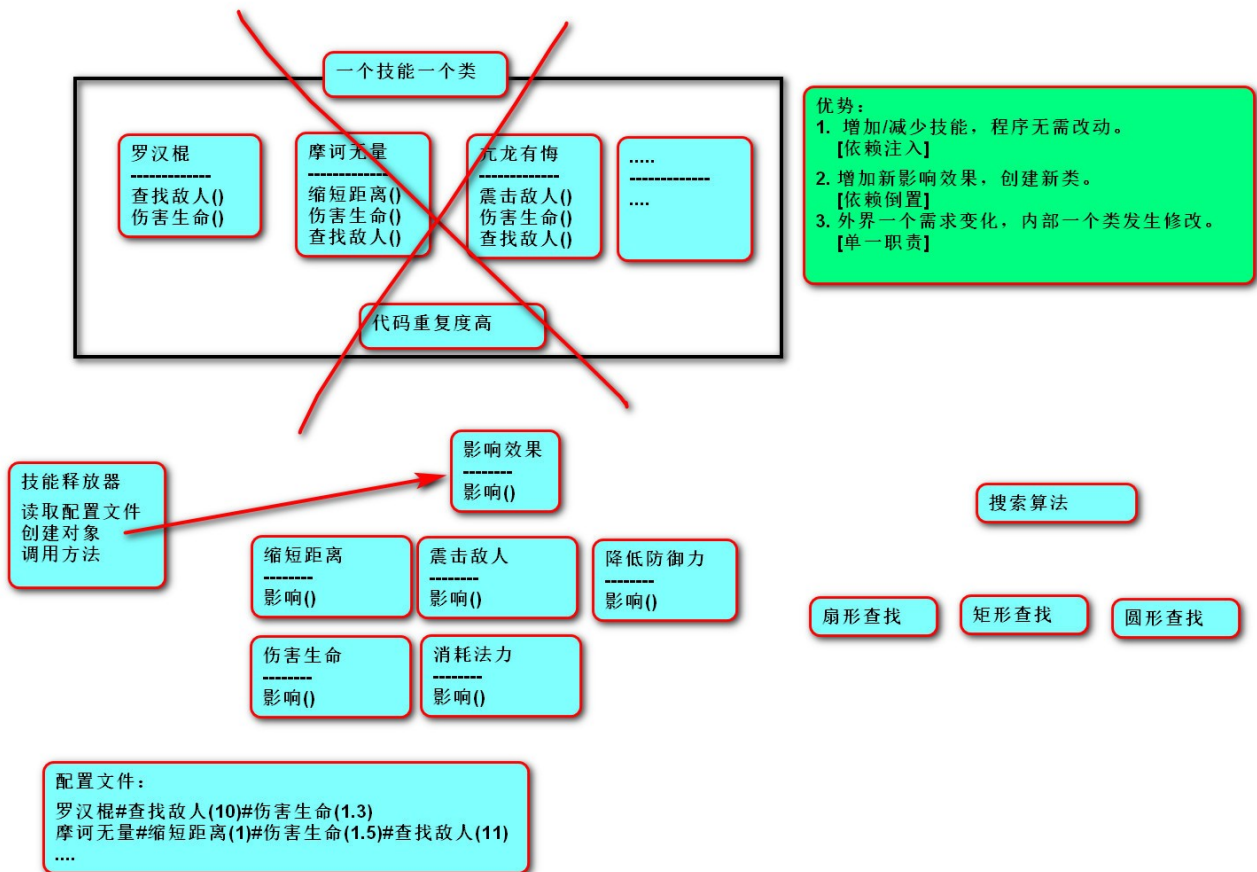 一个技能一个类
罗汉棍
-------------
查找敌人()
伤害生命()
摩诃无量
-------------
缩短距离()
伤害生命()
查找敌人()
亢龙有悔
-------------
震击敌人()
伤害生命()
查找敌人()
.....
-------------
....
代码重复度高
优势：
1. 增加/减少技能，程序无需改动。
[依赖注入]
2. 增加新影响效果，创建新类。
[依赖倒置]
3. 外界一个需求变化，内部一个类发生修改。
[单一职责]
技能释放器
读取配置文件
创建对象
调用方法
影响效果
--------
影响()
缩短距离
--------
影响()
震击敌人
--------
影响()
降低防御力
--------
影响()
伤害生命
--------
影响()
消耗法力
--------
影响()
搜索算法
扇形查找
矩形查找
圆形查找
配置文件：
罗汉棍#查找敌人(10)#伤害生命(1.3)
摩诃无量#缩短距离(1)#伤害生命(1.5)#查找敌人(11)
....